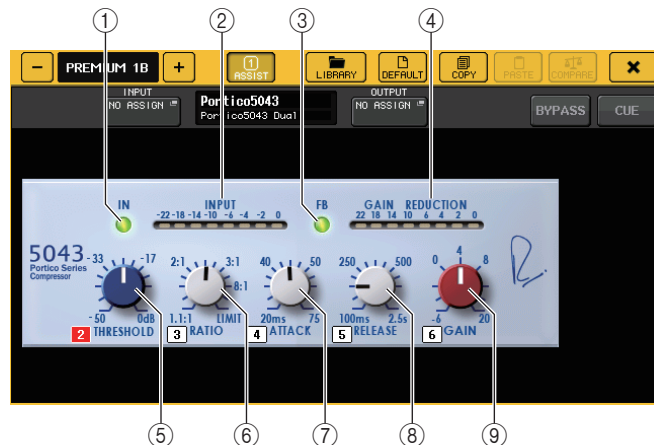 ① ② ③ ④
− PREMIUM 1B + 1 ASSIST LIBRARY DEFAULT COPY PASTE COMPARE ×
INPUT NO ASSIGN Portico5043 Portico5043 Dual OUTPUT NO ASSIGN BYPASS CUE
IN INPUT FB GAIN REDUCTION
-22 -18 -14 -10 -6 -4 -2 0 22 18 14 10 6 4 2 0
5043
Portico Series
Compressor
-33 -17 2:1 3:1 8:1 40 50 250 500 0 4 8
-50 0dB 1.1:1 LIMIT 20ms 75 100ms 2.5s -6 20
2 THRESHOLD 3 RATIO 4 ATTACK 5 RELEASE 6 GAIN
⑤ ⑥ ⑦ ⑧ ⑨